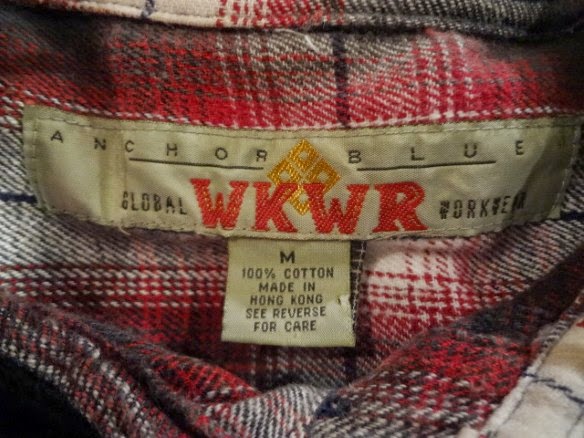 ANCHOR BLUE
GLOBAL WKWR WORKWEAR
M
100% COTTON
MADE IN
HONG KONG
SEE REVERSE
FOR CARE